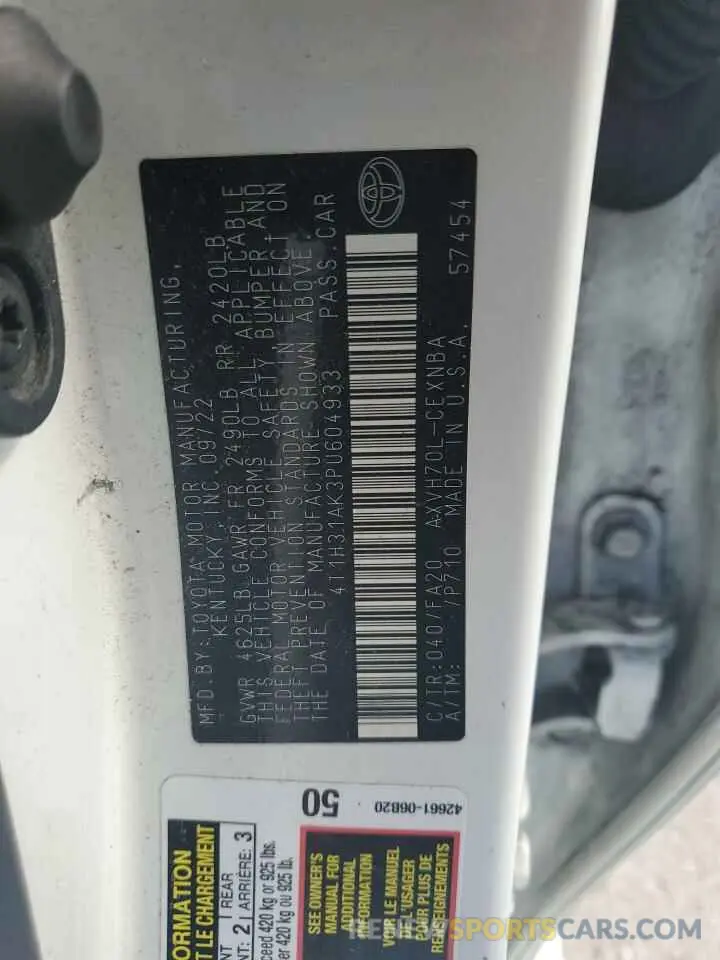 MFD. BY: TOYOTA MOTOR MANUFACTURING,
KENTUCKY, INC. 09/22
GVWR 4625LB GAWR FR 2490LB RR 2420LB
THIS VEHICLE CONFORMS TO ALL APPLICABLE
FEDERAL MOTOR VEHICLE SAFETY, BUMPER, AND
THEFT PREVENTION STANDARDS IN EFFECT ON
THE DATE OF MANUFACTURE SHOWN ABOVE.
4T1H31AK3PU604933 PASS. CAR
C/TR:040/FA20 AXVH70L-CEXNBA
A/TM: /P710 MADE IN U.S.A. 57454
ORMATION
T LE CHARGEMENT
NT 2 REAR 3
NT: ARRIÈRE:
ceed 420 kg or 925 lbs.
er 420 kg ou 925 lb.
50
42661-06B20
SEE OWNER'S
MANUAL FOR
ADDITIONAL
INFORMATION
VOIR LE MANUEL
DE L'USAGER
POUR PLUS DE
RENSEIGNEMENTS
SPORTSCARS.COM